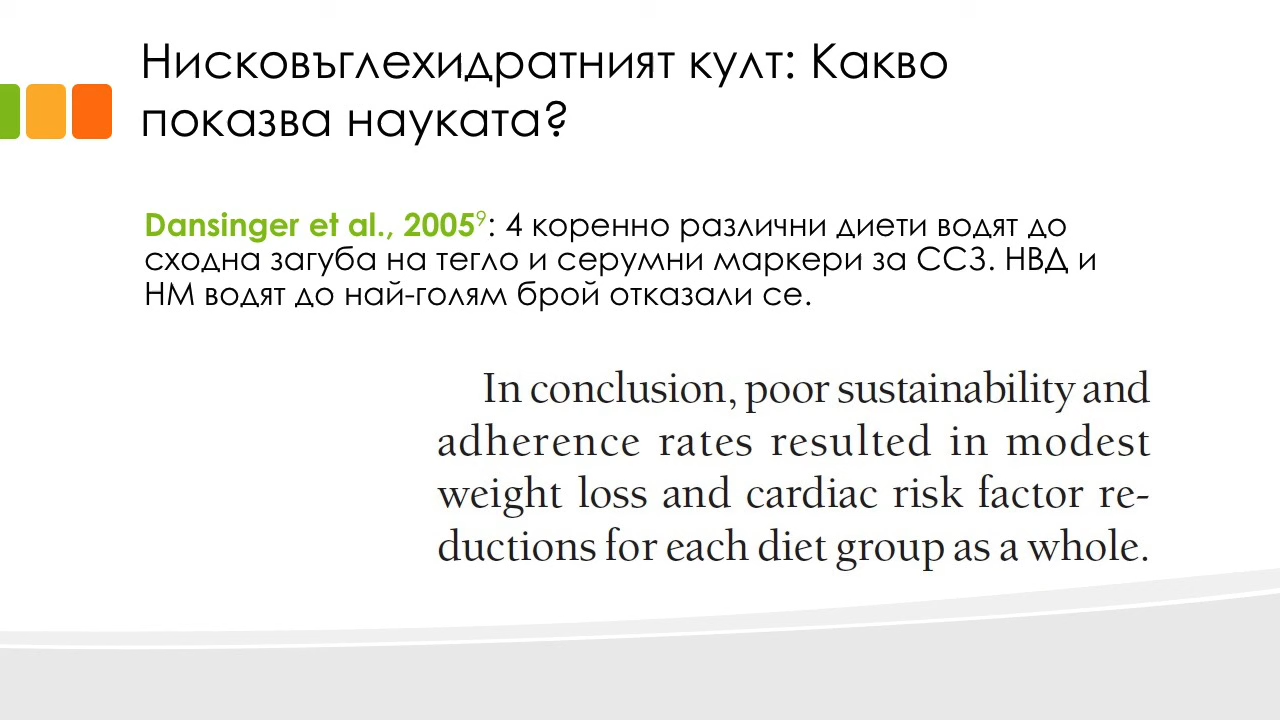 Нисковъглехидратният култ: Какво
показва науката?
Dansinger et al., 2005⁹: 4 коренно различни диети водят до
сходна загуба на тегло и серумни маркери за ССЗ. НВД и
НМ водят до най-голям брой отказали се.
In conclusion, poor sustainability and
adherence rates resulted in modest
weight loss and cardiac risk factor re-
ductions for each diet group as a whole.